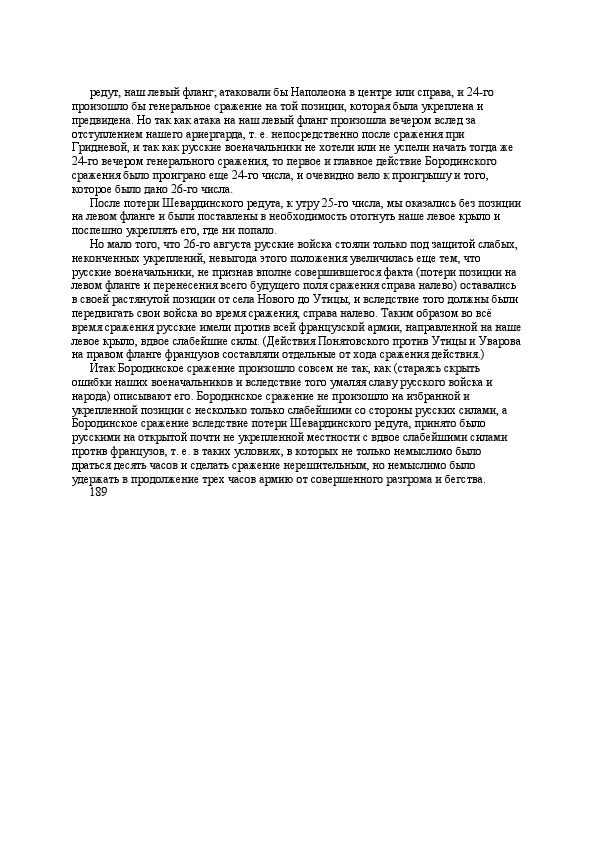 редут, наш левый фланг; атаковали бы Наполеона в центре или справа, и 24-го
произошло бы генеральное сражение на той позиции, которая была укреплена и
предвидена. Но так как атака на наш левый фланг произошла вечером вслед за
отступлением нашего ариергарда, т. е. непосредственно после сражения при
Гридневой, и так как русские военачальники не хотели или не успели начать тогда же
24-го вечером генерального сражения, то первое и главное действие Бородинского
сражения было проиграно еще 24-го числа, и очевидно вело к проигрышу и того,
которое было дано 26-го числа.
После потери Шевардинского редута, к утру 25-го числа, мы оказались без позиции
на левом фланге и были поставлены в необходимость отогнуть наше левое крыло и
поспешно укреплять его, где ни попало.
Но мало того, что 26-го августа русские войска стояли только под защитой слабых,
неконченных укреплений, невыгода этого положения увеличилась еще тем, что
русские военачальники, не признав вполне совершившегося факта (потери позиции на
левом фланге и перенесения всего будущего поля сражения справа налево) оставались
в своей растянутой позиции от села Нового до Утицы, и вследствие того должны были
передвигать свои войска во время сражения, справа налево. Таким образом во всё
время сражения русские имели против всей французской армии, направленной на наше
левое крыло, вдвое слабейшие силы. (Действия Понятовского против Утицы и Уварова
на правом фланге французов составляли отдельные от хода сражения действия.)
Итак Бородинское сражение произошло совсем не так, как (стараясь скрыть
ошибки наших военачальников и вследствие того умаляя славу русского войска и
народа) описывают его. Бородинское сражение не произошло на избранной и
укрепленной позиции с несколько только слабейшими со стороны русских силами, а
Бородинское сражение вследствие потери Шевардинского редута, принято было
русскими на открытой почти не укрепленной местности с вдвое слабейшими силами
против французов, т. е. в таких условиях, в которых не только немыслимо было
драться десять часов и сделать сражение нерешительным, но немыслимо было
удержать в продолжение трех часов армию от совершенного разгрома и бегства.
189